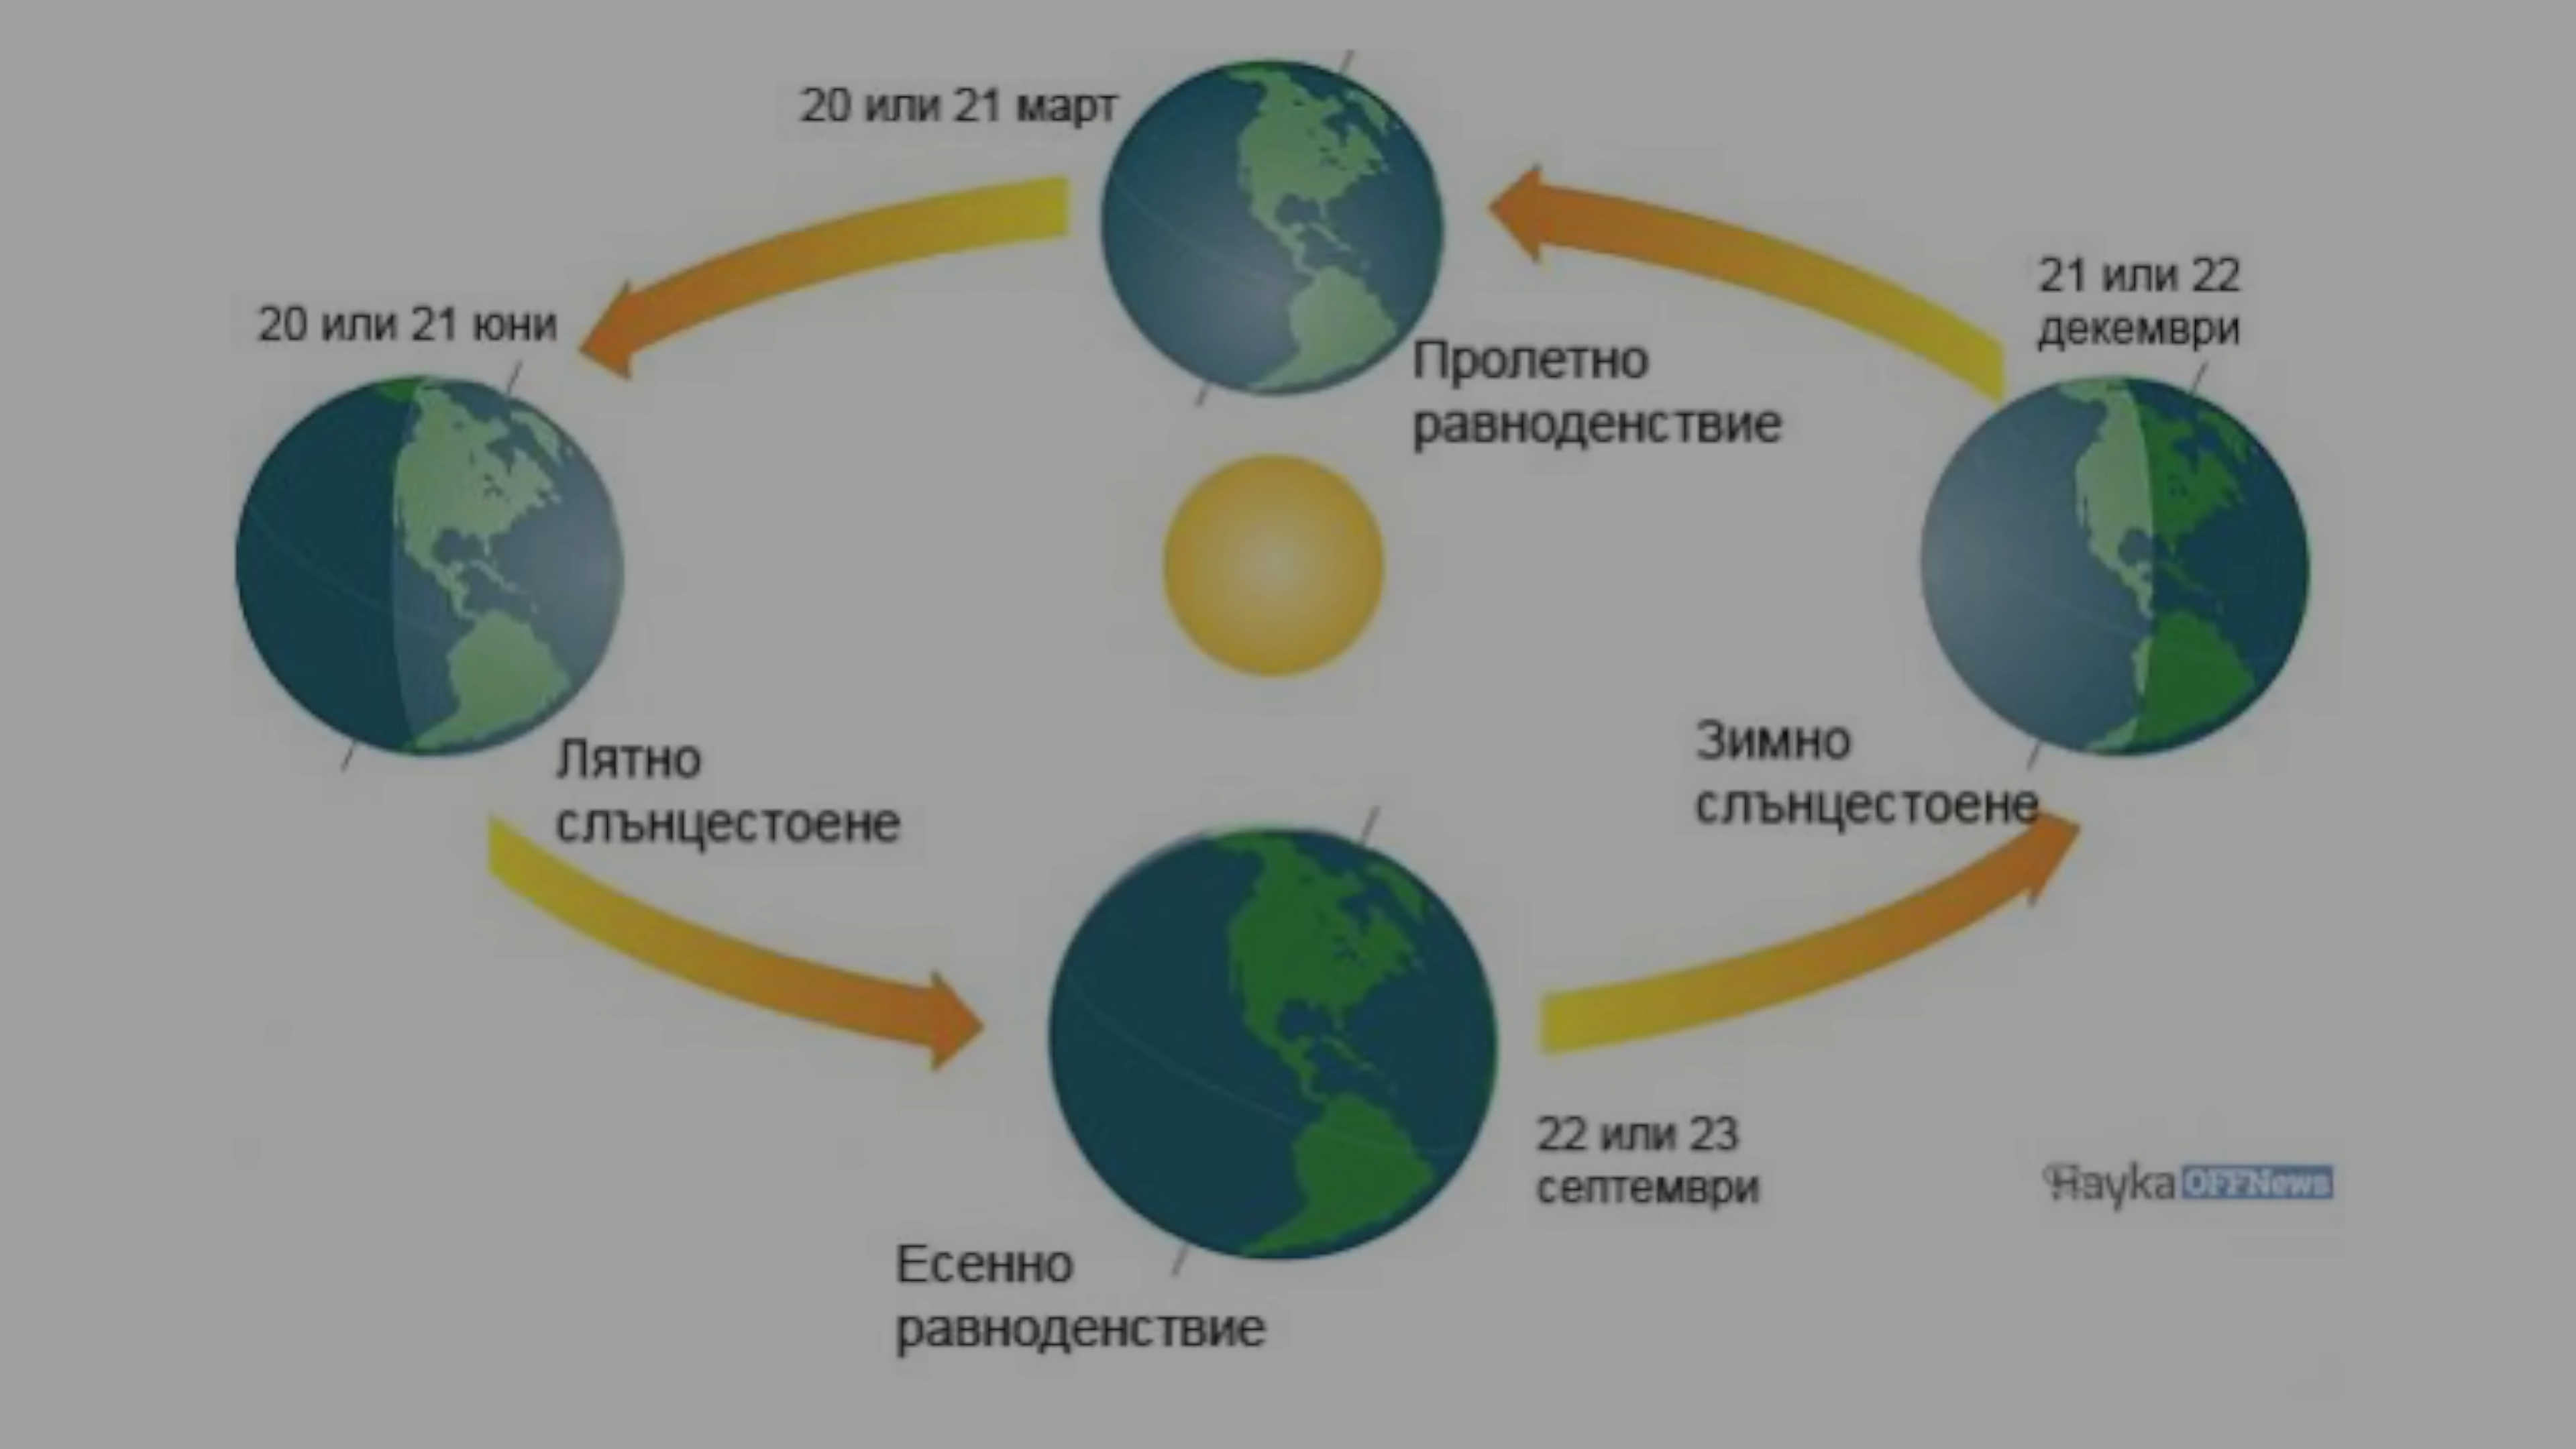 20 или 21 март
21 или 22
декември
20 или 21 юни
Пролетно
равноденствие
Зимно
слънцестоене
Лятно
слънцестоене
22 или 23
септември
Наука OFFNews
Есенно
равноденствие